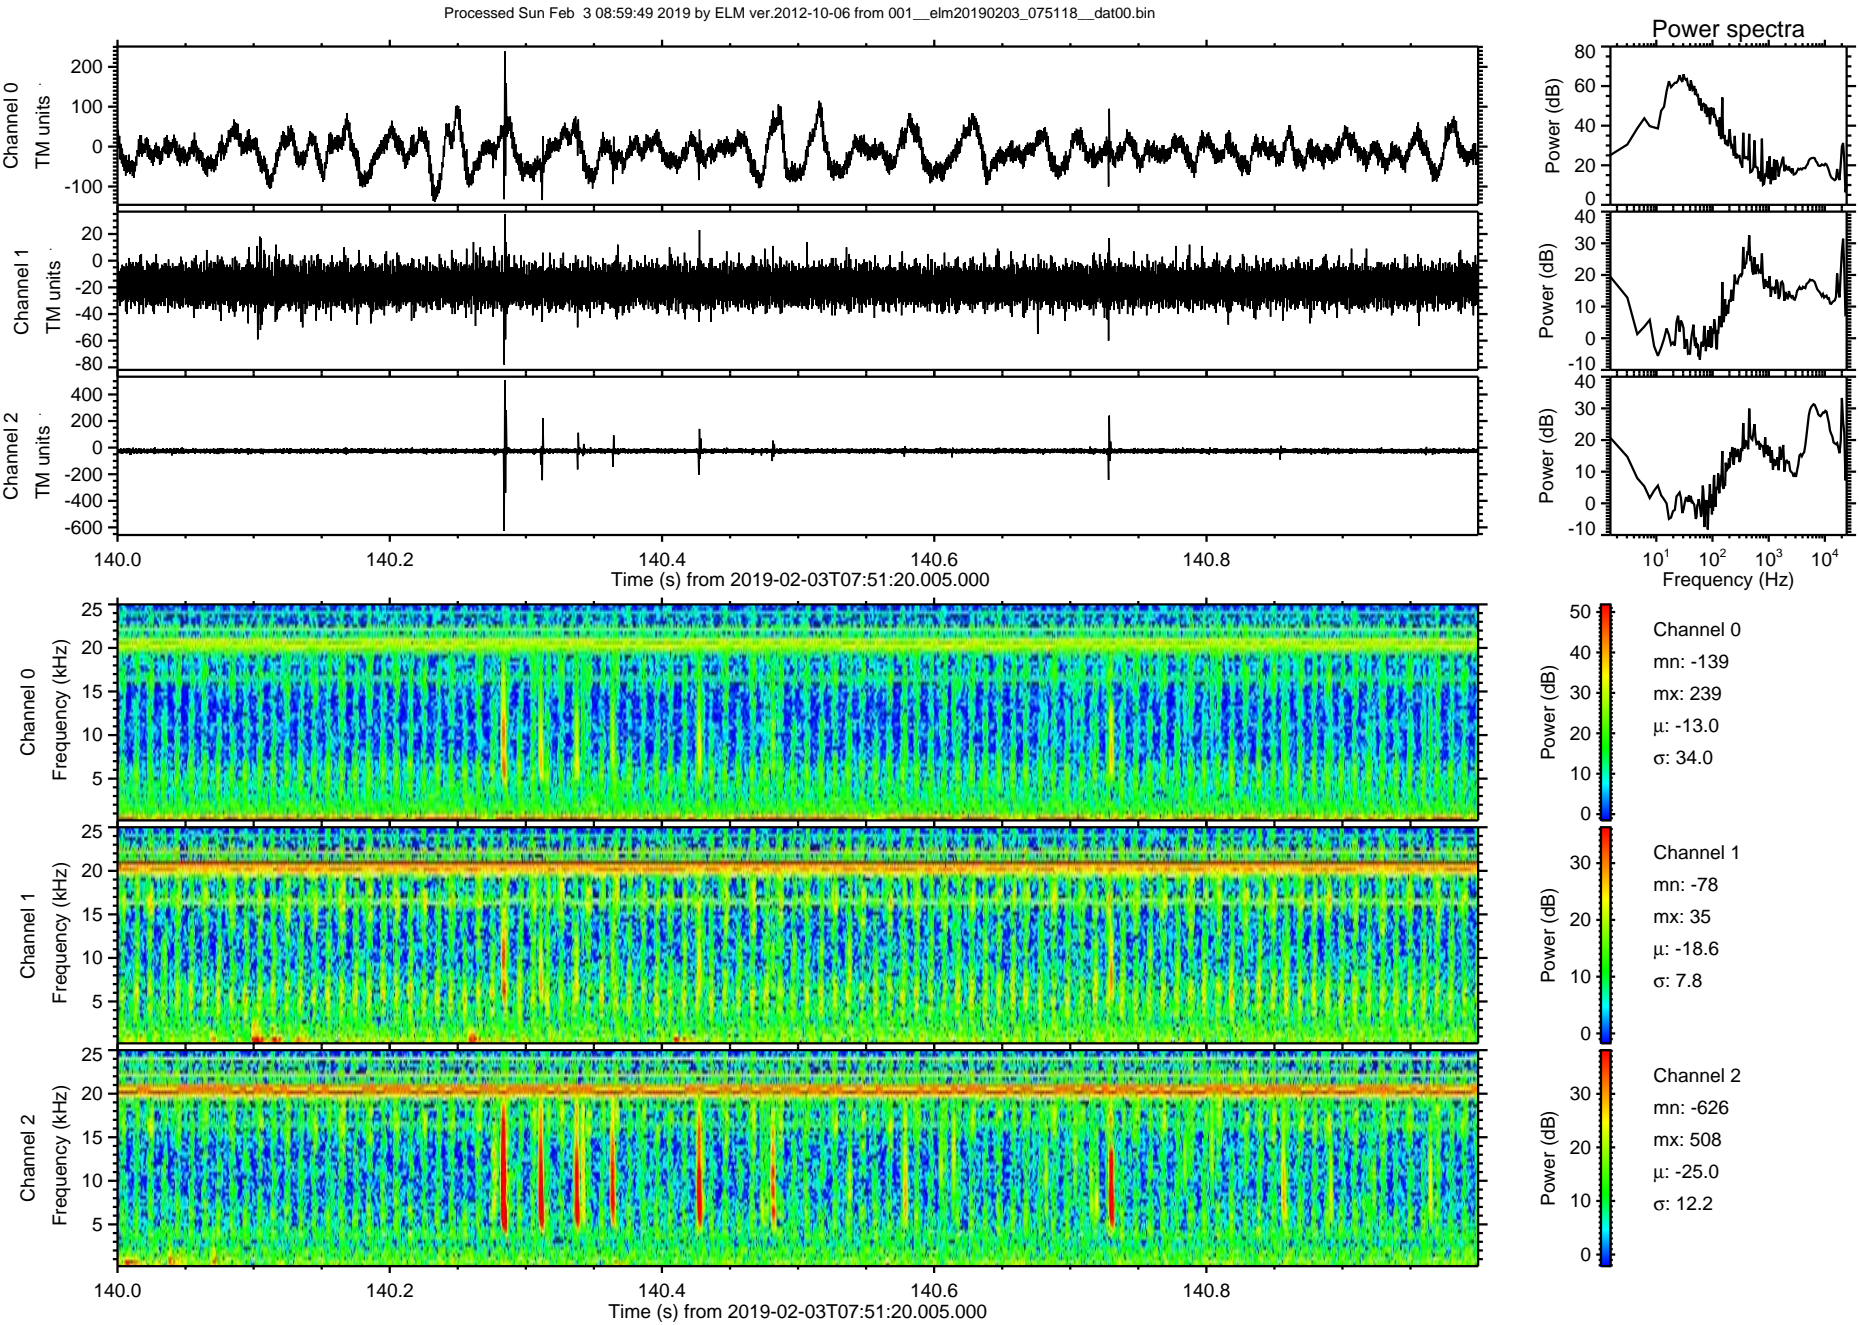 Processed Sun Feb  3 08:59:49 2019 by ELM ver.2012-10-06 from 001__elm20190203_075118__dat00.bin
Power spectra
Channel 0
TM units
200
100
0
-100
Power (dB)
80
60
40
20
0
Channel 1
TM units
20
0
-20
-40
-60
-80
Power (dB)
40
30
20
10
0
-10
Channel 2
TM units
400
200
0
-200
-400
-600
Power (dB)
40
30
20
10
0
-10
140.0 140.2 140.4 140.6 140.8
Time (s) from 2019-02-03T07:51:20.005.000
10^1 10^2 10^3 10^4
Frequency (Hz)
Channel 0
Frequency (kHz)
25
20
15
10
5
Power (dB)
50
40
30
20
10
0
Channel 0
mn: -139
mx: 239
μ: -13.0
σ: 34.0
Channel 1
Frequency (kHz)
25
20
15
10
5
Power (dB)
30
20
10
0
Channel 1
mn: -78
mx: 35
μ: -18.6
σ: 7.8
Channel 2
Frequency (kHz)
25
20
15
10
5
Power (dB)
30
20
10
0
Channel 2
mn: -626
mx: 508
μ: -25.0
σ: 12.2
140.0 140.2 140.4 140.6 140.8
Time (s) from 2019-02-03T07:51:20.005.000